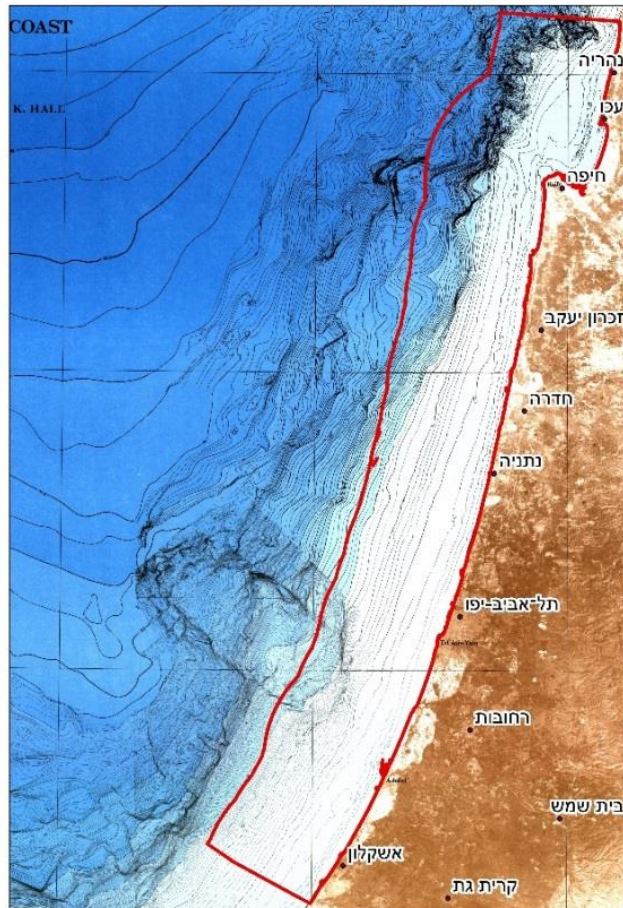 COAST
K. HALL
נהריה
עכו
חיפה
זכרון יעקב
חדרה
נתניה
תל-אביב-יפו
רחובות
בית שמש
אשקלון
קרית גת